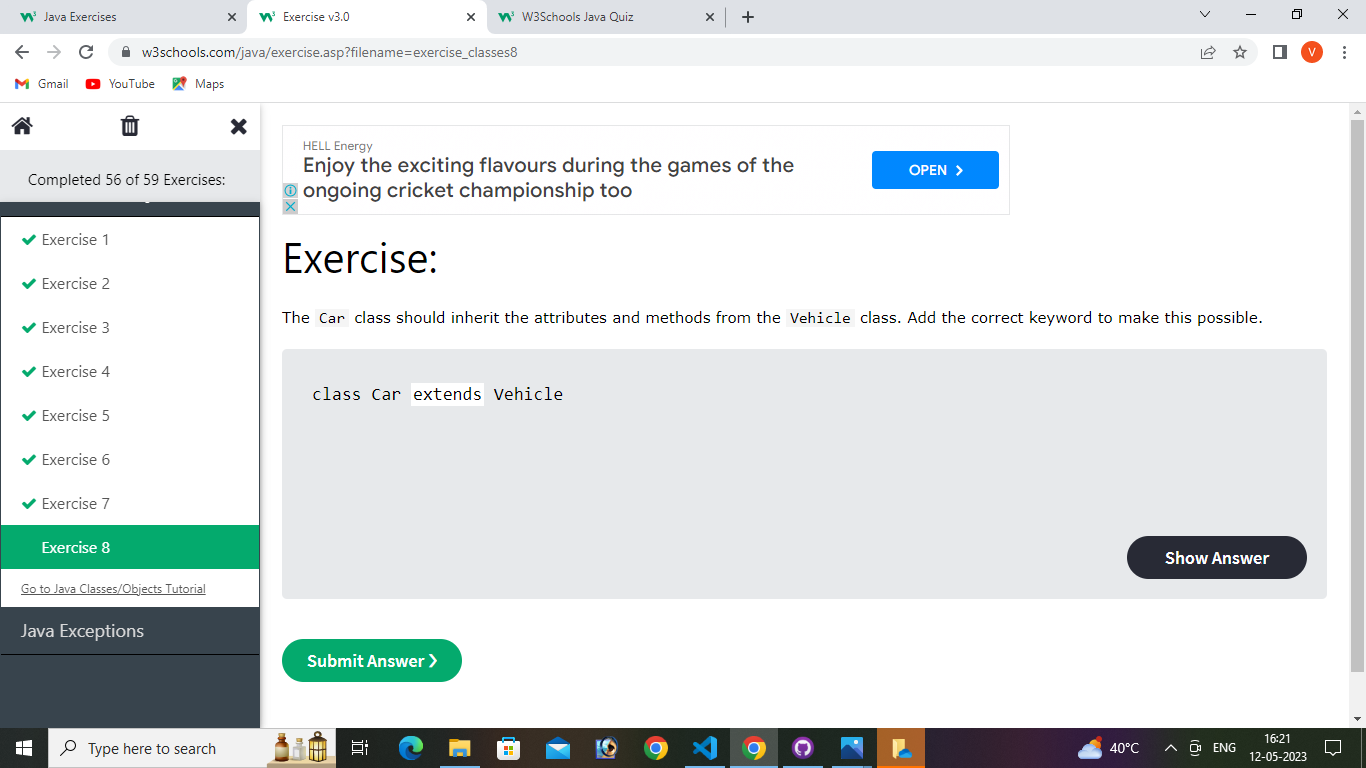 Java Exercises
Exercise v3.0
W3Schools Java Quiz
w3schools.com/java/exercise.asp?filename=exercise_classes8
V
Gmail
YouTube
Maps
Completed 56 of 59 Exercises:
Exercise 1
Exercise 2
Exercise 3
Exercise 4
Exercise 5
Exercise 6
Exercise 7
Exercise 8
Go to Java Classes/Objects Tutorial
Java Exceptions
HELL Energy
Enjoy the exciting flavours during the games of the
ongoing cricket championship too
OPEN
Exercise:
The Car class should inherit the attributes and methods from the Vehicle class. Add the correct keyword to make this possible.
class Car extends Vehicle
Show Answer
Submit Answer ❯
Type here to search
40°C
ENG
16:21
12-05-2023